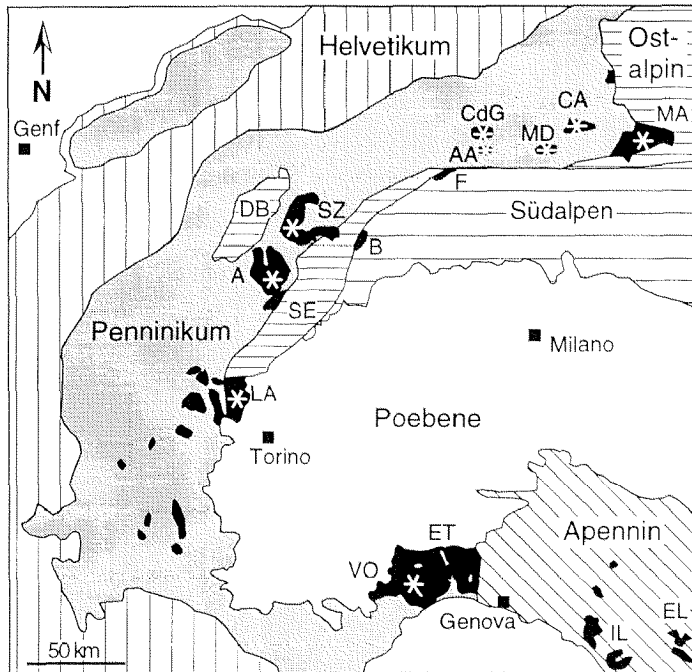 Helvetikum
Ost-
alpin
N
Genf
CdG
CA
MA
AA
MD
F
DB
SZ
Südalpen
B
A
SE
Penninikum
Milano
LA
Poebene
Torino
ET
Apennin
VO
Genova
IL
EL
50 km